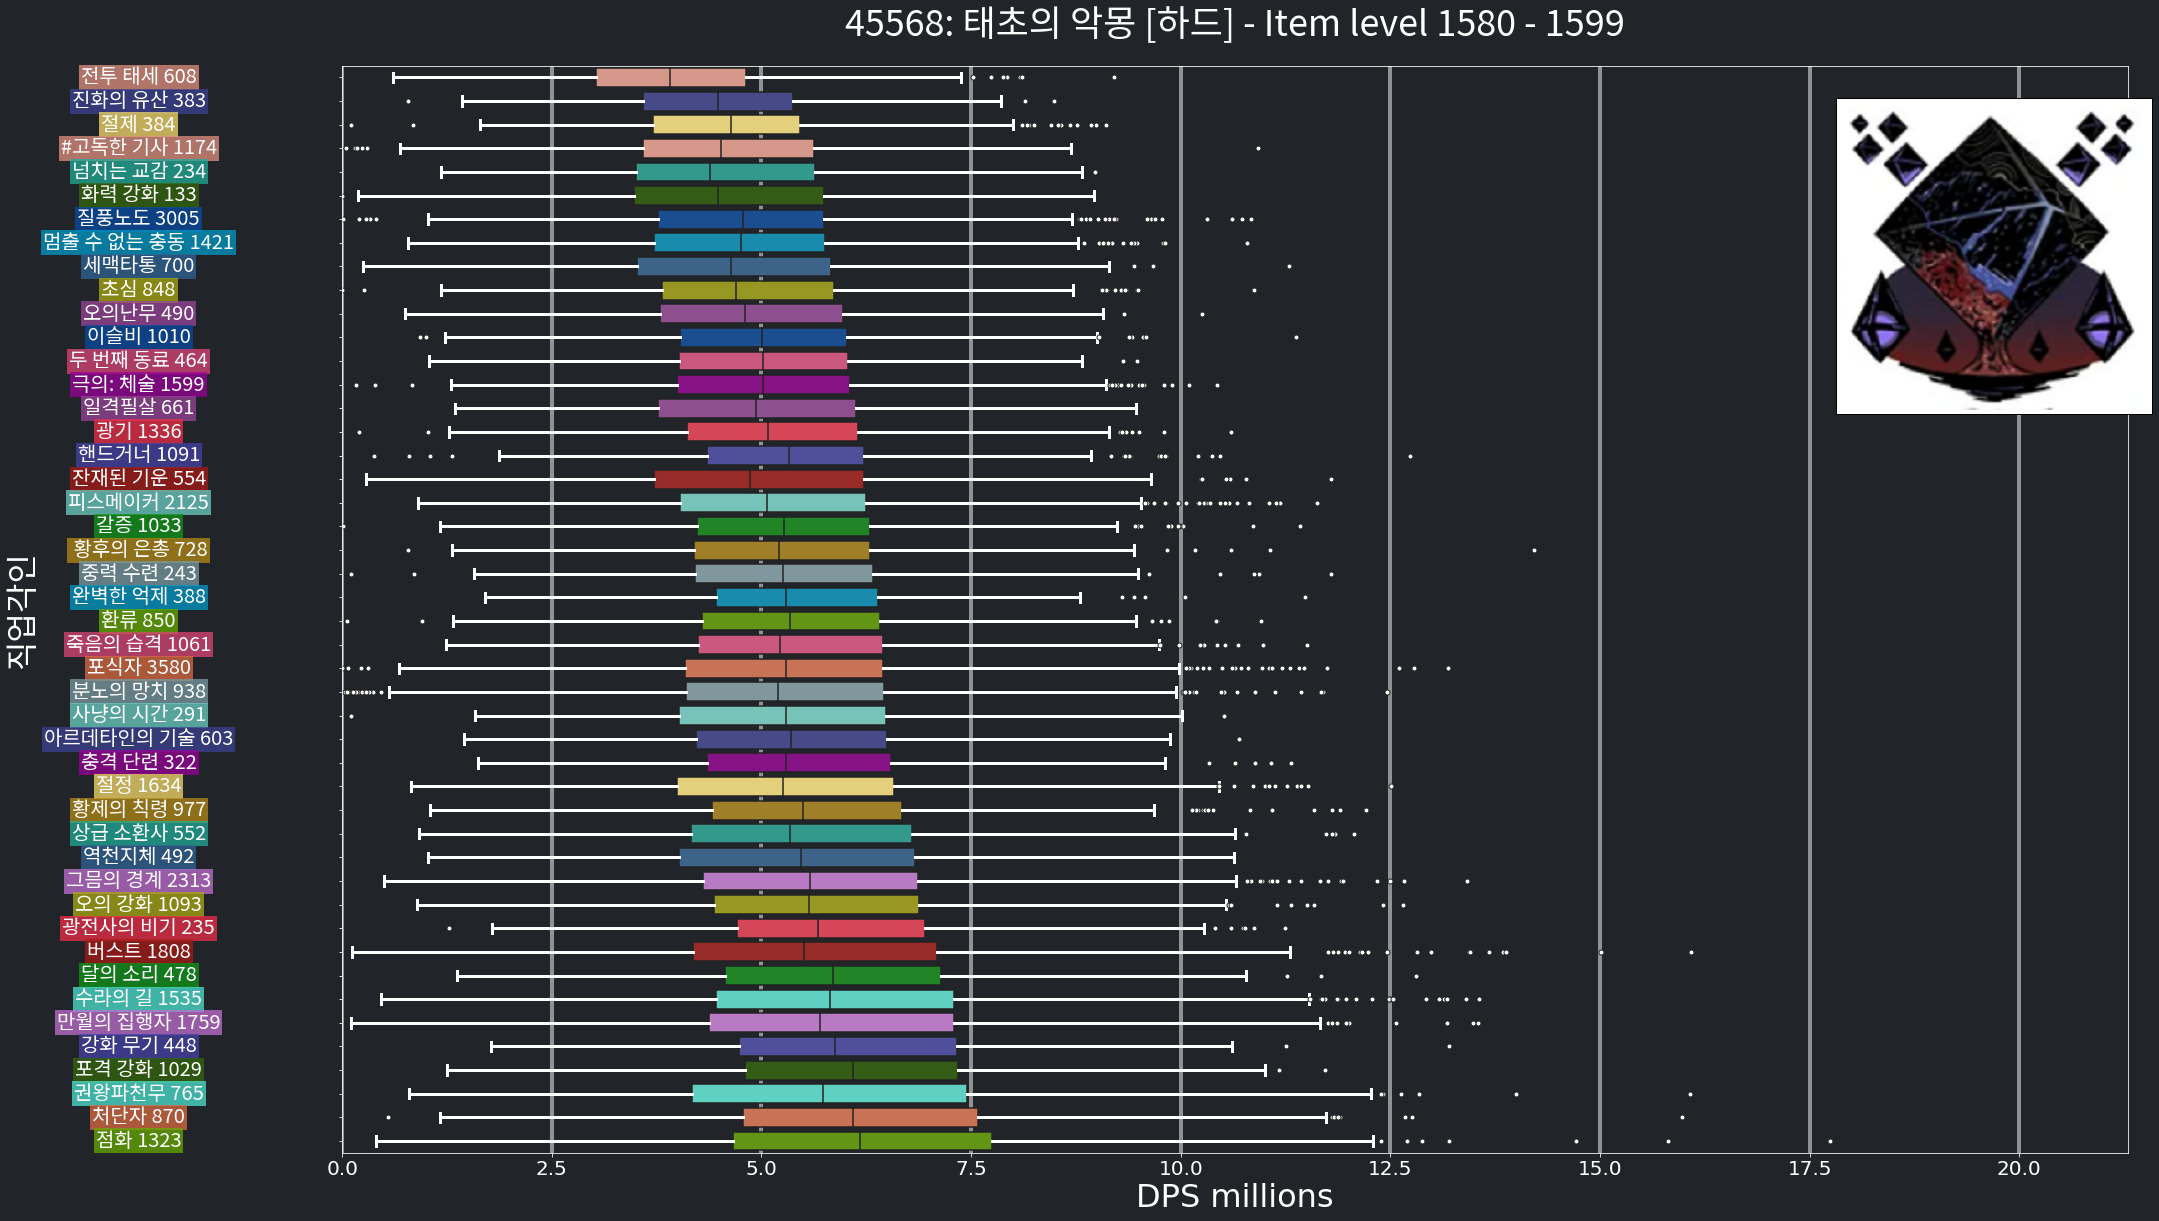 45568: 태초의 악몽 [하드] - Item level 1580 - 1599
전투 태세 608
진화의 유산 383
절제 384
#고독한 기사 1174
넘치는 교감 234
화력 강화 133
질풍노도 3005
멈출 수 없는 충동 1421
세맥타통 700
초심 848
오의난무 490
이슬비 1010
두 번째 동료 464
극의: 체술 1599
일격필살 661
광기 1336
핸드거너 1091
잔재된 기운 554
피스메이커 2125
갈증 1033
황후의 은총 728
중력 수련 243
완벽한 억제 388
환류 850
죽음의 습격 1061
포식자 3580
분노의 망치 938
사냥의 시간 291
아르데타인의 기술 603
충격 단련 322
절정 1634
황제의 칙령 977
상급 소환사 552
역천지체 492
그믐의 경계 2313
오의 강화 1093
광전사의 비기 235
버스트 1808
달의 소리 478
수라의 길 1535
만월의 집행자 1759
강화 무기 448
포격 강화 1029
권왕파천무 765
처단자 870
점화 1323
직업각인
0.0 2.5 5.0 7.5 10.0 12.5 15.0 17.5 20.0
DPS millions